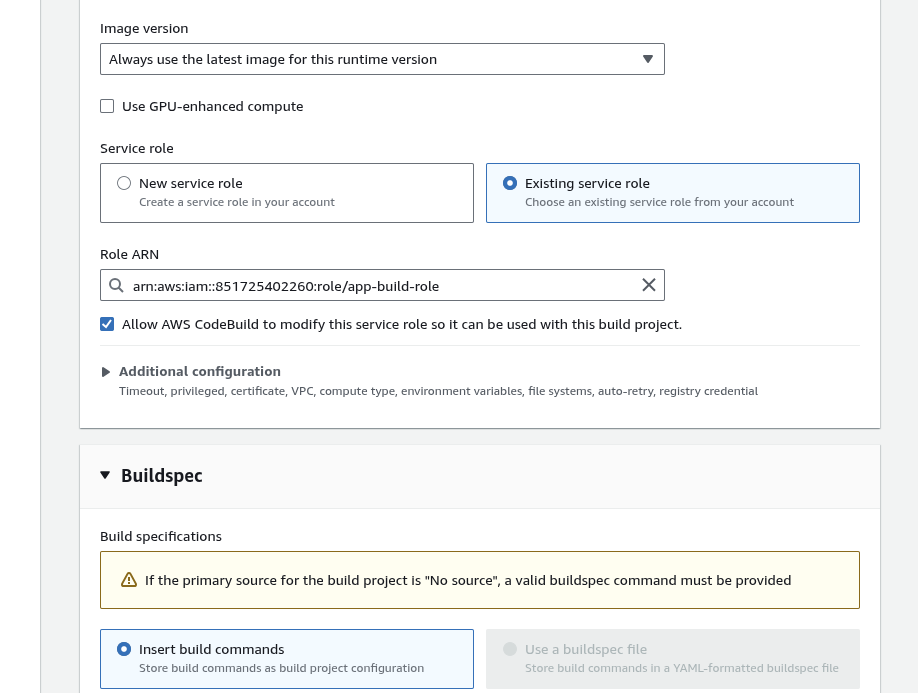 Image version
Always use the latest image for this runtime version
Use GPU-enhanced compute
Service role
New service role
Create a service role in your account
Existing service role
Choose an existing service role from your account
Role ARN
arn:aws:iam::851725402260:role/app-build-role
Allow AWS CodeBuild to modify this service role so it can be used with this build project.
Additional configuration
Timeout, privileged, certificate, VPC, compute type, environment variables, file systems, auto-retry, registry credential
Buildspec
Build specifications
If the primary source for the build project is "No source", a valid buildspec command must be provided
Insert build commands
Store build commands as build project configuration
Use a buildspec file
Store build commands in a YAML-formatted buildspec file